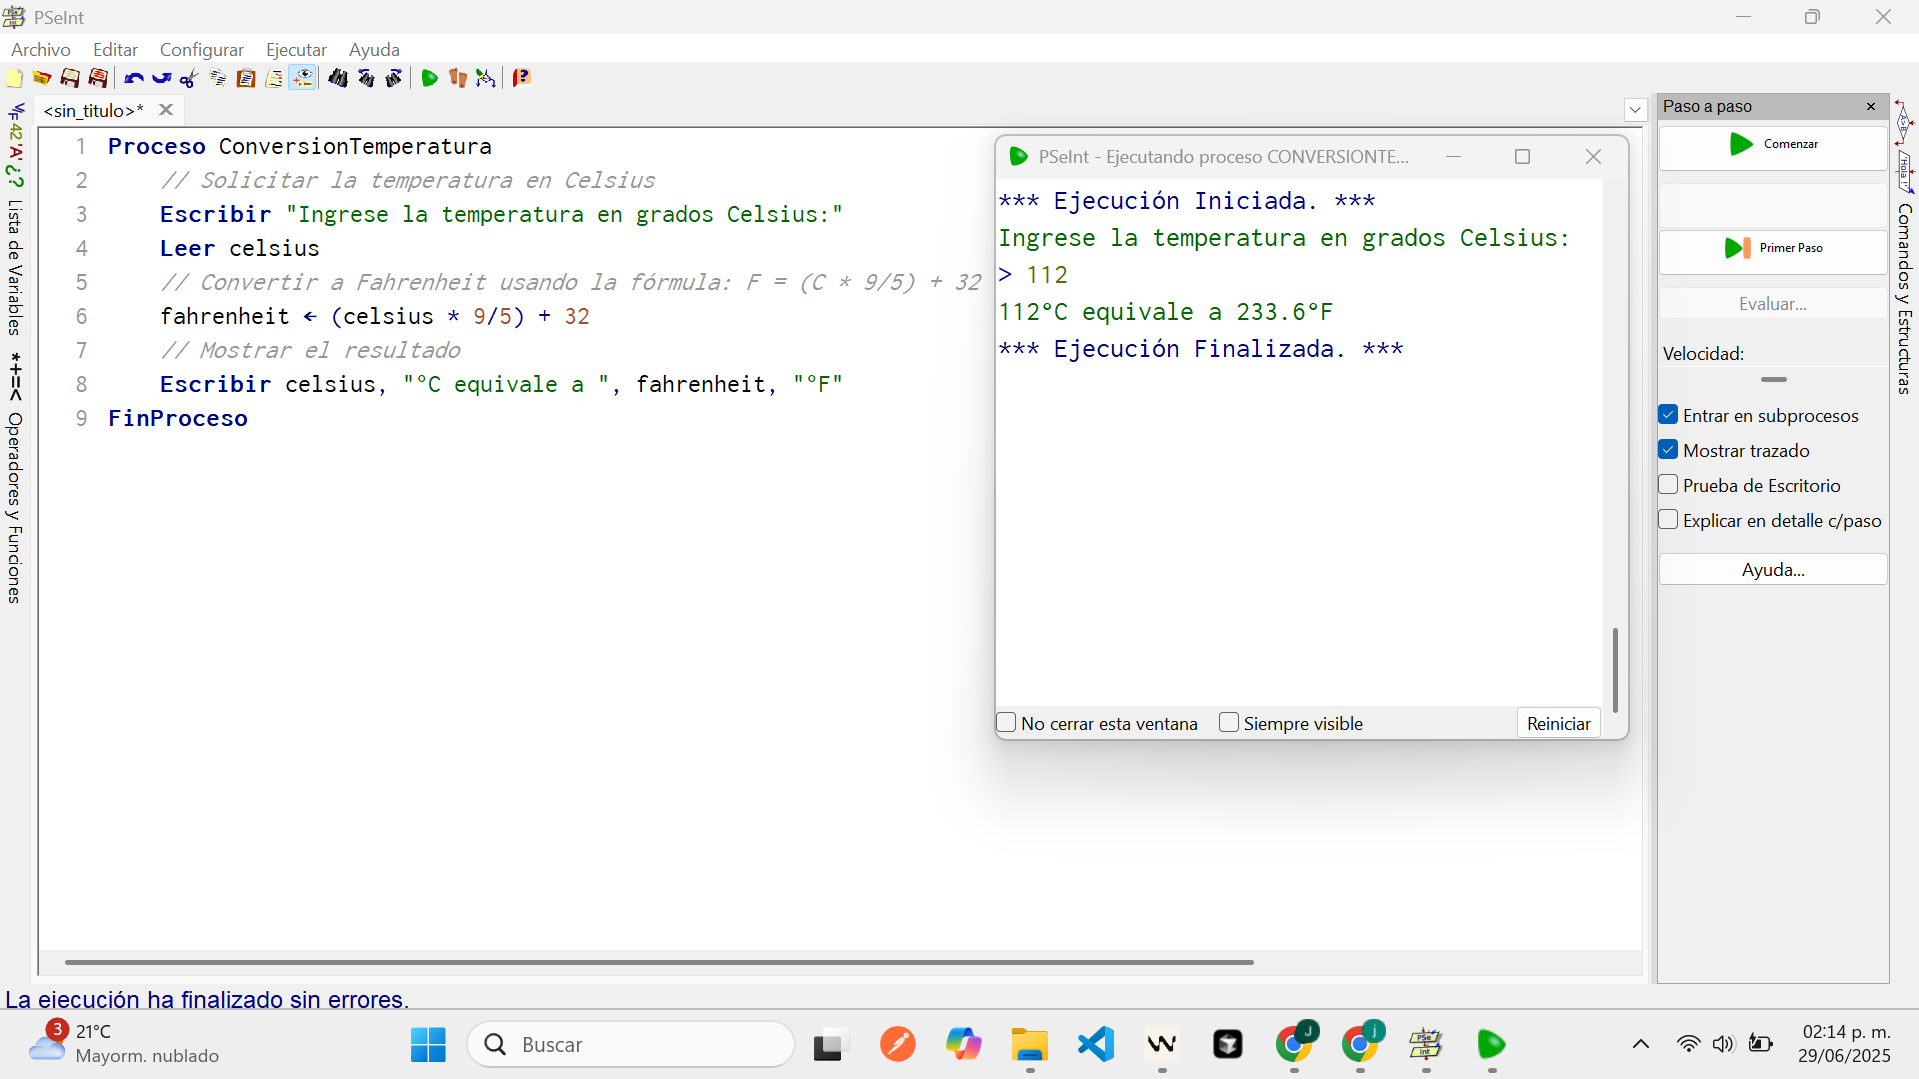 PSeInt
Archivo Editar Configurar Ejecutar Ayuda
<sin_titulo>*
1 Proceso ConversionTemperatura
2 // Solicitar la temperatura en Celsius
3 Escribir "Ingrese la temperatura en grados Celsius:"
4 Leer celsius
5 // Convertir a Fahrenheit usando la fórmula: F = (C * 9/5) + 32
6 fahrenheit ← (celsius * 9/5) + 32
7 // Mostrar el resultado
8 Escribir celsius, "°C equivale a ", fahrenheit, "°F"
9 FinProceso
Lista de Variables
*+=<
Operadores y Funciones
PSeInt - Ejecutando proceso CONVERSIONTE...
*** Ejecución Iniciada. ***
Ingrese la temperatura en grados Celsius:
> 112
112°C equivale a 233.6°F
*** Ejecución Finalizada. ***
No cerrar esta ventana Siempre visible Reiniciar
Paso a paso
Comenzar
Primer Paso
Evaluar...
Velocidad:
Entrar en subprocesos
Mostrar trazado
Prueba de Escritorio
Explicar en detalle c/paso
Ayuda...
Comandos y Estructuras
La ejecución ha finalizado sin errores.
3
21°C
Mayorm. nublado
Buscar
J
j
02:14 p. m.
29/06/2025